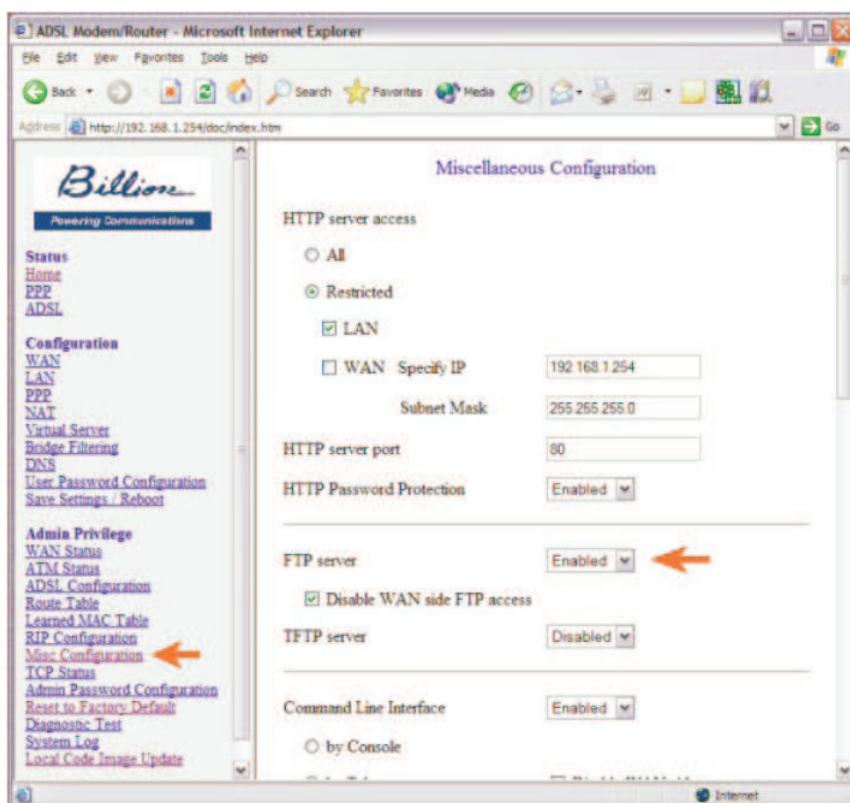 ADSL Modem/Router - Microsoft Internet Explorer
File Edit View Favorites Tools Help
Back Search Favorites Media
Address http://192.168.1.254/doc/index.htm Go
Billion
Powering Communications
Status
Home
PPP
ADSL
Configuration
WAN
LAN
PPP
NAT
Virtual Server
Bridge Filtering
DNS
User Password Configuration
Save Settings / Reboot
Admin Privilege
WAN Status
ATM Status
ADSL Configuration
Route Table
Learned MAC Table
RIP Configuration
Misc Configuration
TCP Status
Admin Password Configuration
Reset to Factory Default
Diagnostic Test
System Log
Local Code Image Update
Miscellaneous Configuration
HTTP server access
All
Restricted
LAN
WAN Specify IP 192.168.1.254
Subnet Mask 255.255.255.0
HTTP server port 80
HTTP Password Protection Enabled
FTP server Enabled
Disable WAN side FTP access
TFTP server Disabled
Command Line Interface Enabled
by Console
Internet